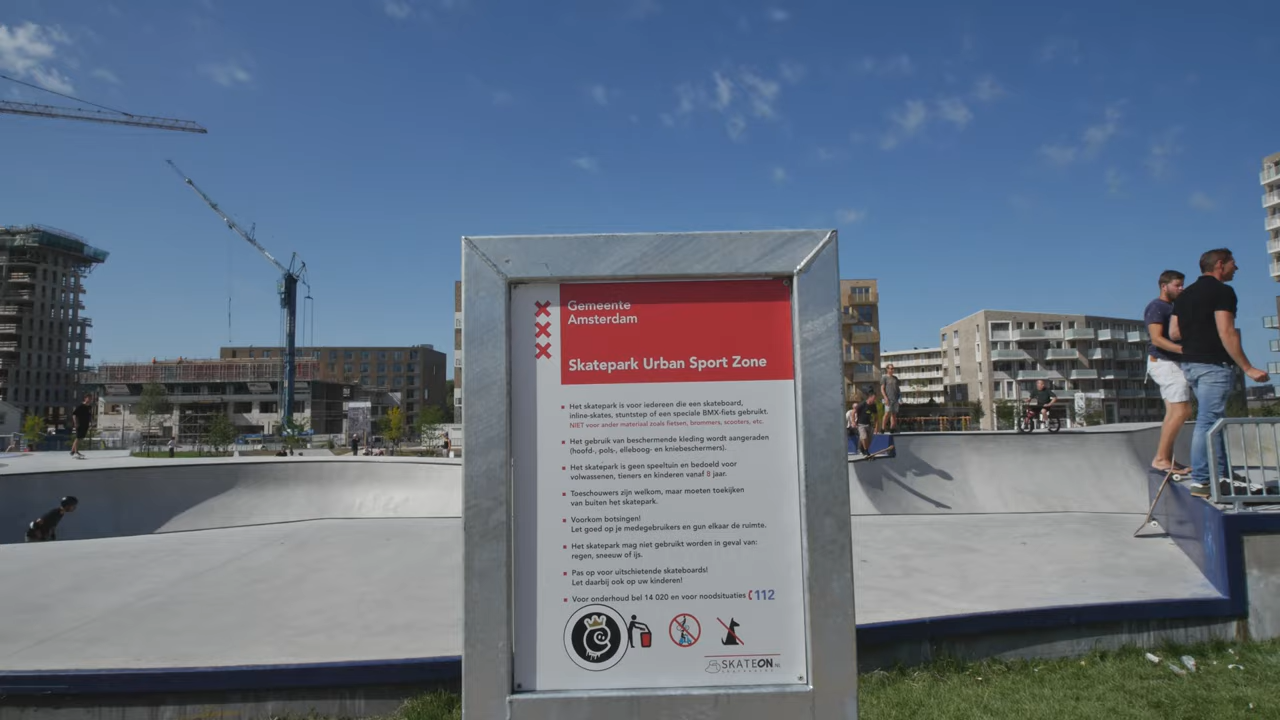 Gemeente
Amsterdam
Skatepark Urban Sport Zone
Het skatepark is voor iedereen die een skateboard,
inline-skates, stuntstep of een speciale BMX-fiets gebruikt.
NIET voor ander materiaal zoals fietsen, brommers, scooters, etc.
Het gebruik van beschermende kleding wordt aangeraden
(hoofd-, pols-, elleboog- en kniebeschermers).
Het skatepark is geen speeltuin en bedoeld voor
volwassenen, tieners en kinderen vanaf 8 jaar.
Toeschouwers zijn welkom, maar moeten toekijken
van buiten het skatepark.
Voorkom botsingen!
Let goed op je medegebruikers en gun elkaar de ruimte.
Het skatepark mag niet gebruikt worden in geval van:
regen, sneeuw of ijs.
Pas op voor uitschietende skateboards!
Let daarbij ook op uw kinderen!
Voor onderhoud bel 14 020 en voor noodsituaties 112
SKATEON.NL